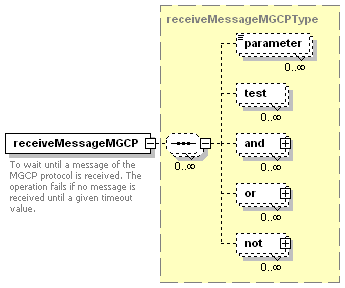 receiveMessageMGCPType
parameter
0..∞
test
0..∞
receiveMessageMGCP
and
0..∞
0..∞
To wait until a message of the
MGCP protocol is received. The
operation fails if no message is
received until a given timeout
value.
or
0..∞
not
0..∞